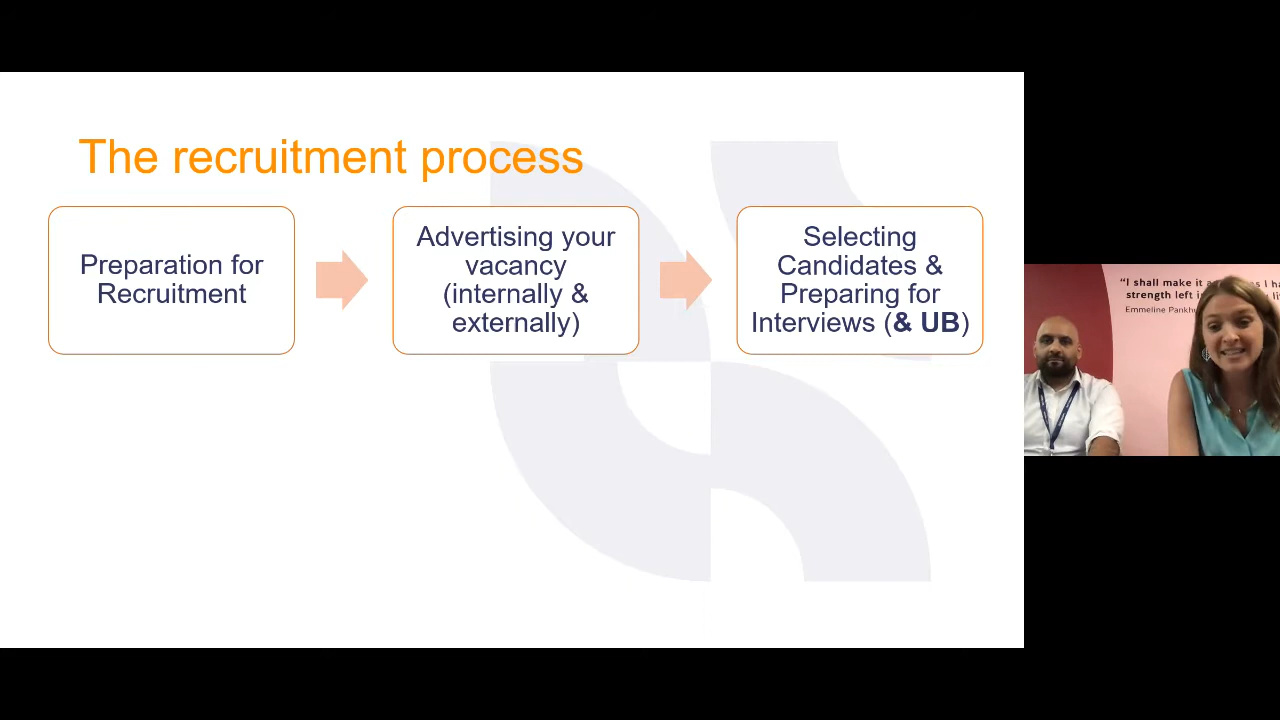 The recruitment process
Preparation for
Recruitment
Advertising your
vacancy
(internally &
externally)
Selecting
Candidates &
Preparing for
Interviews (& UB)
“I shall make it
strength left
Emmeline